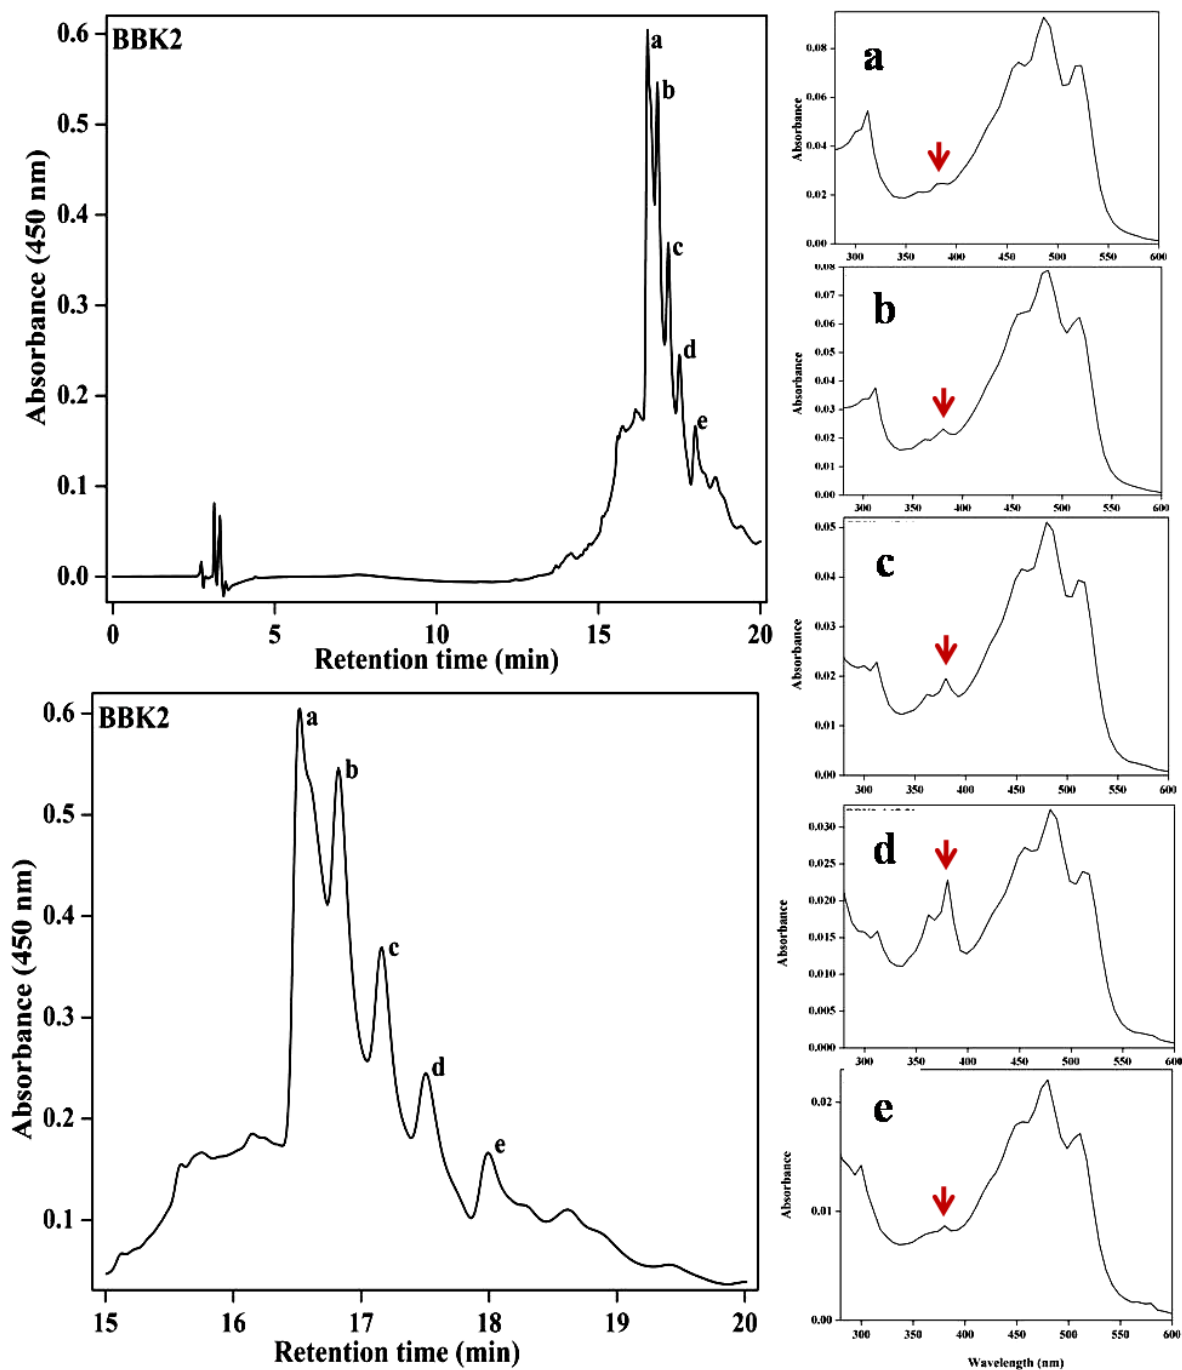 BBK2
a
b
c
d
e
0.6
0.5
0.4
0.3
0.2
0.1
0.0
Absorbance (450 nm)
0 5 10 15 20
Retention time (min)
BBK2
a
b
c
d
e
0.6
0.5
0.4
0.3
0.2
0.1
Absorbance (450 nm)
15 16 17 18 19 20
Retention time (min)
a
0.08
0.06
0.04
0.02
0.00
Absorbance
300 350 400 450 500 550 600
b
0.08
0.07
0.06
0.05
0.04
0.03
0.02
0.01
0.00
Absorbance
300 350 400 450 500 550 600
c
0.05
0.04
0.03
0.02
0.01
0.00
Absorbance
300 350 400 450 500 550 600
d
0.030
0.025
0.020
0.015
0.010
0.005
0.000
Absorbance
300 350 400 450 500 550 600
e
0.02
0.01
0.00
Absorbance
300 350 400 450 500 550 600
Wavelength (nm)